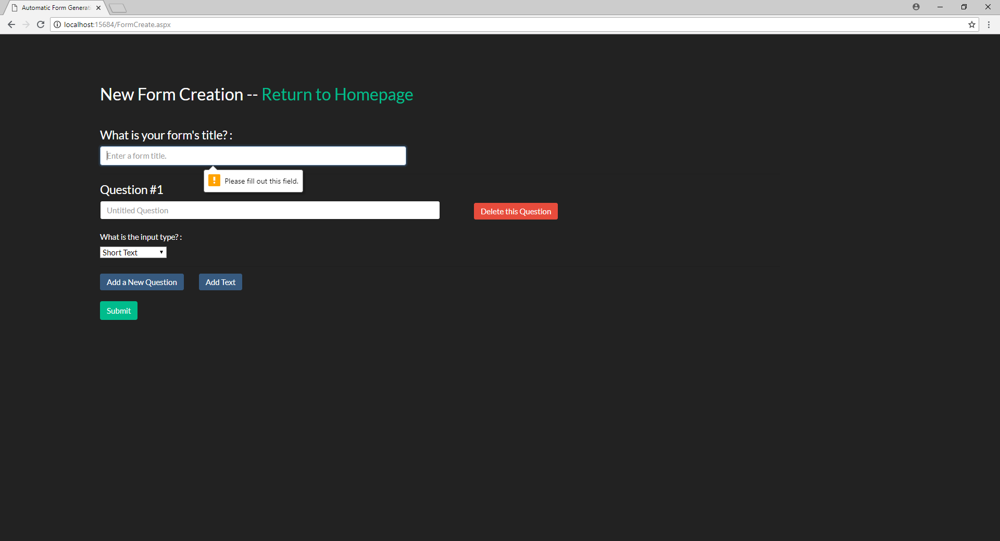 Automatic Form Generat
localhost:15684/FormCreate.aspx
New Form Creation -- Return to Homepage
What is your form's title? :
Enter a form title.
Please fill out this field.
Question #1
Untitled Question
Delete this Question
What is the input type? :
Short Text
Add a New Question
Add Text
Submit